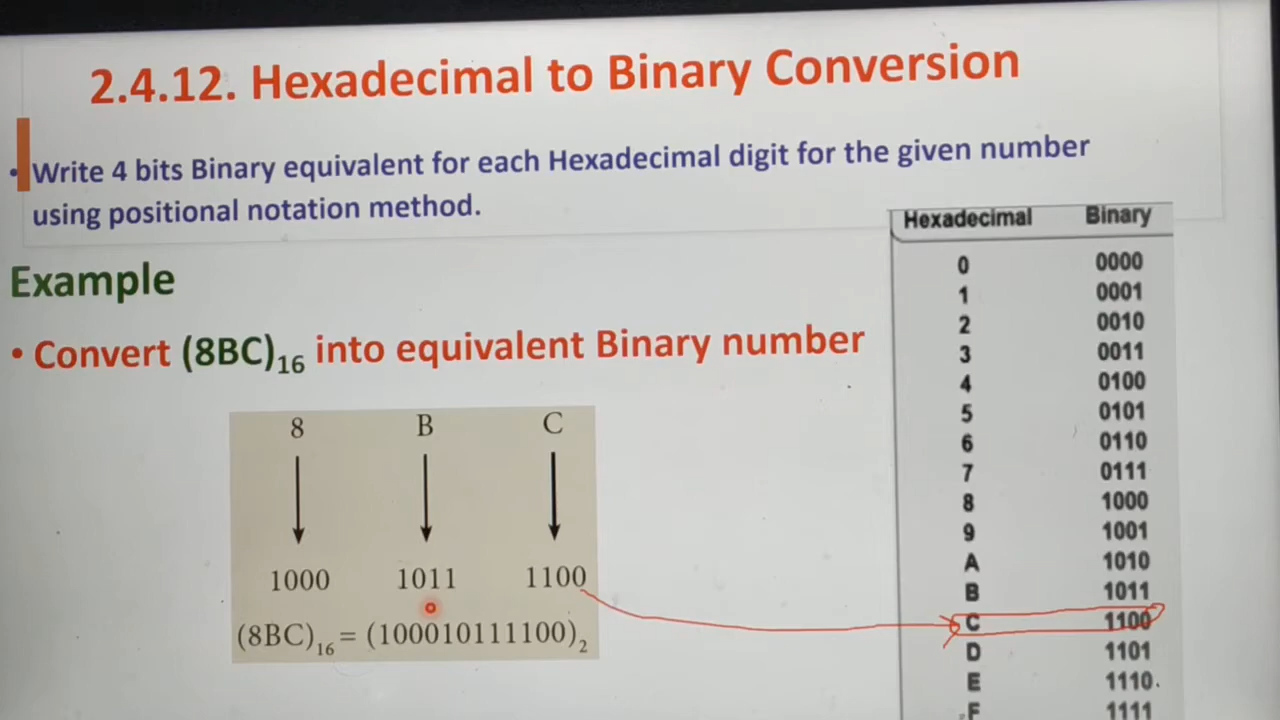 2.4.12. Hexadecimal to Binary Conversion
• Write 4 bits Binary equivalent for each Hexadecimal digit for the given number
using positional notation method.
Example
• Convert (8BC)₁₆ into equivalent Binary number
8 B C
1000 1011 1100
(8BC)₁₆ = (100010111100)₂
Hexadecimal Binary
0 0000
1 0001
2 0010
3 0011
4 0100
5 0101
6 0110
7 0111
8 1000
9 1001
A 1010
B 1011
C 1100
D 1101
E 1110
F 1111